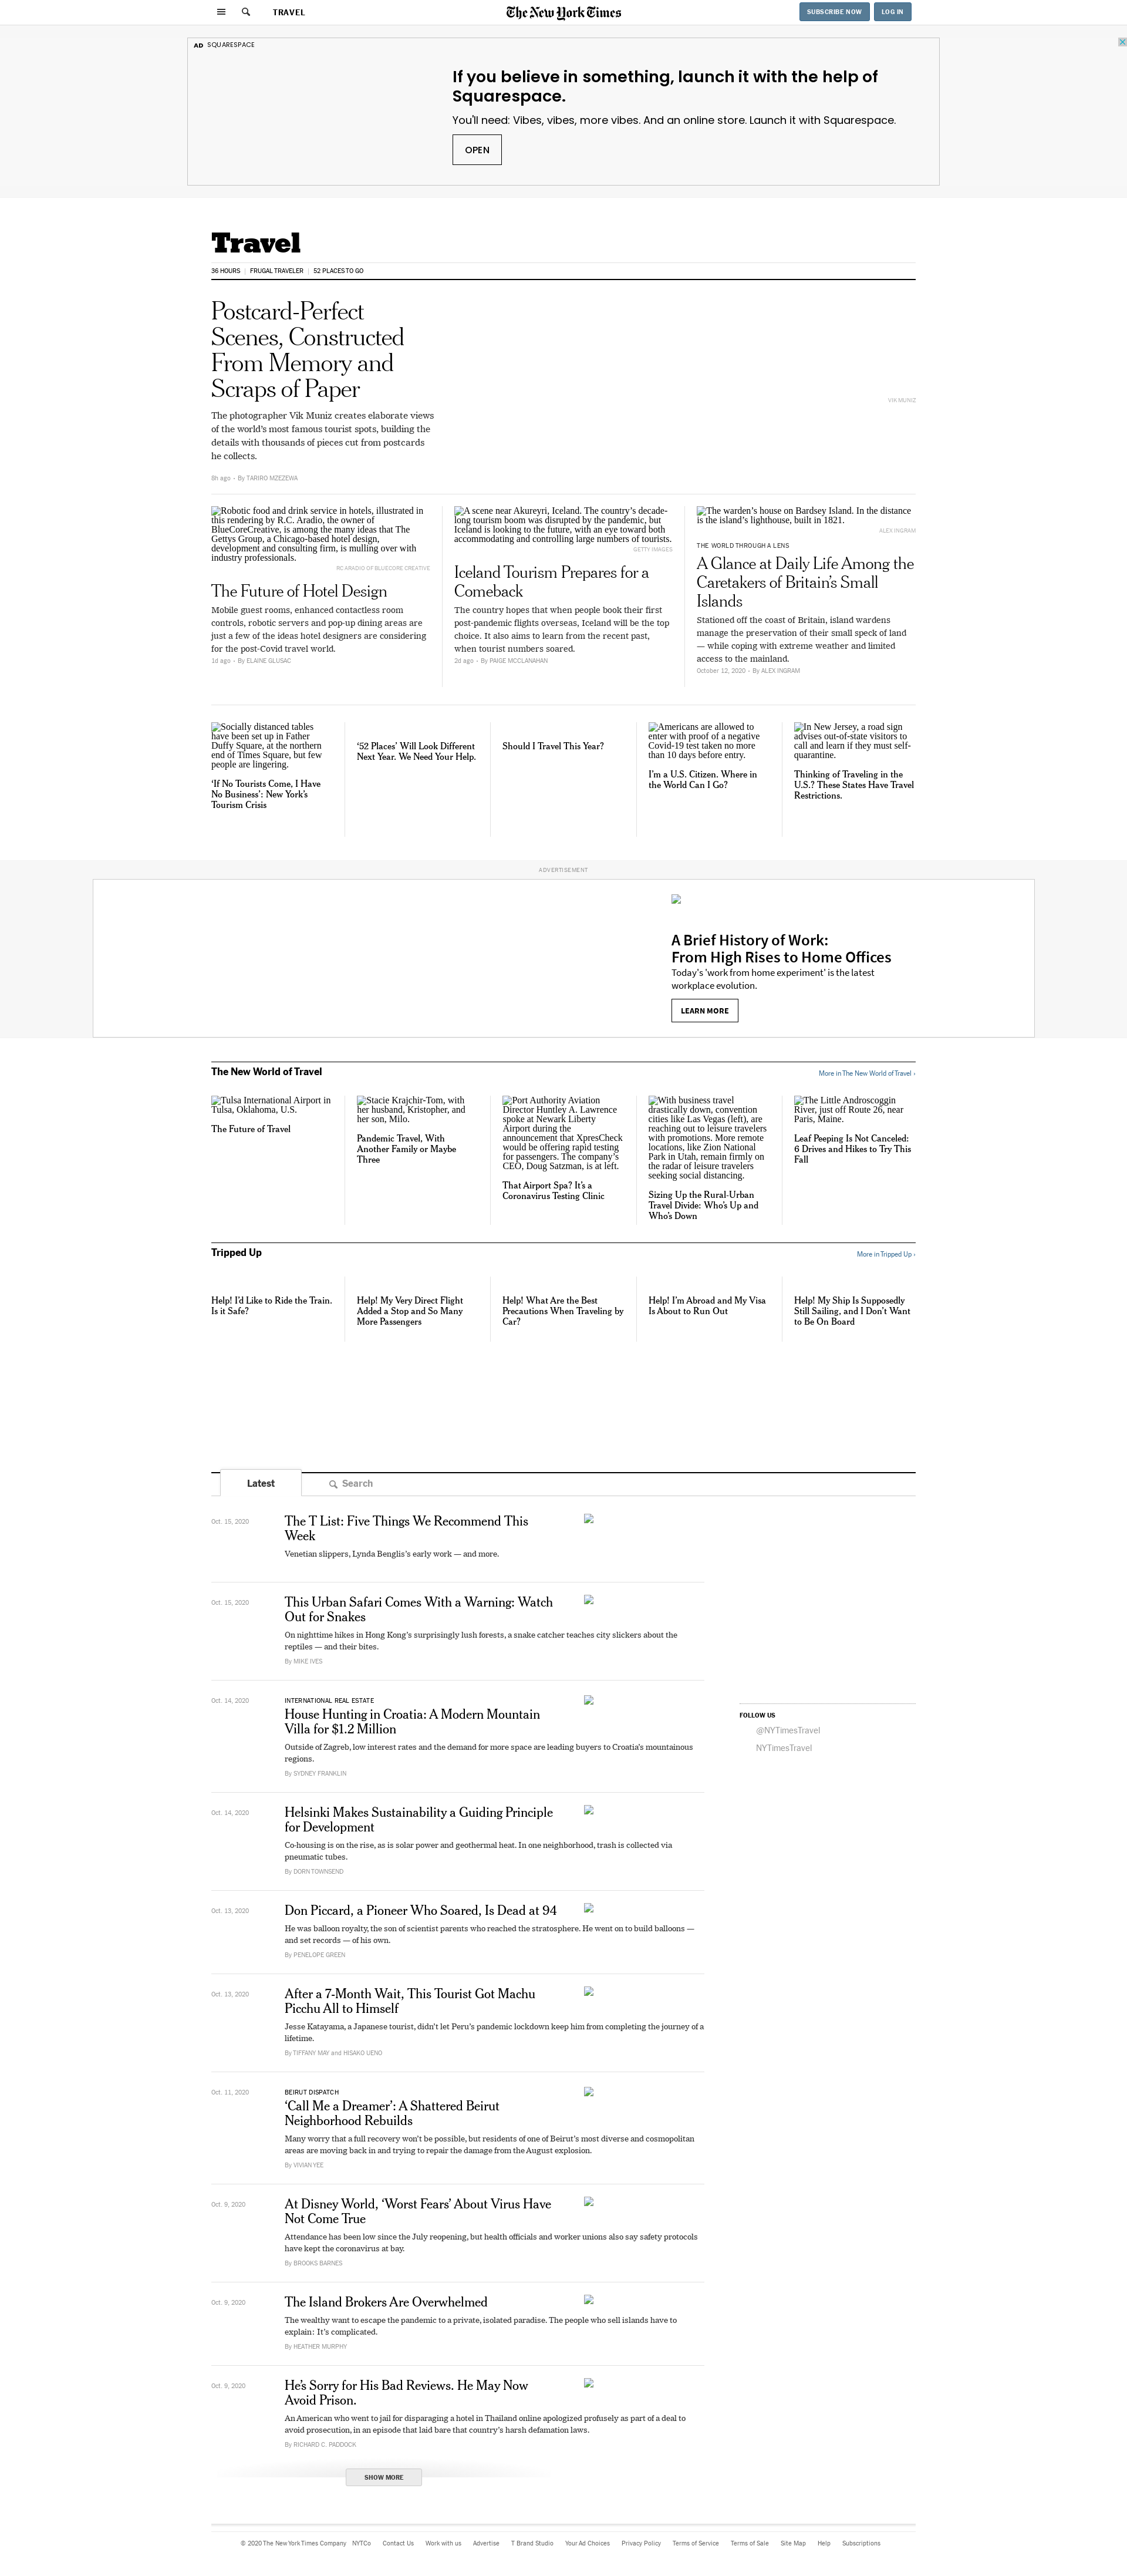 TRAVEL
The New York Times
SUBSCRIBE NOW
LOG IN
AD SQUARESPACE
If you believe in something, launch it with the help of
Squarespace.
You'll need: Vibes, vibes, more vibes. And an online store. Launch it with Squarespace.
OPEN
Travel
36 HOURS
FRUGAL TRAVELER
52 PLACES TO GO
Postcard-Perfect
Scenes, Constructed
From Memory and
Scraps of Paper
The photographer Vik Muniz creates elaborate views
of the world's most famous tourist spots, building the
details with thousands of pieces cut from postcards
he collects.
VIK MUNIZ
8h ago - By TARIRO MZEZEWA
Robotic food and drink service in hotels, illustrated in
this rendering by R.C. Aradio, the owner of
BlueCoreCreative, is among the many ideas that The
Gettys Group, a Chicago-based hotel design,
development and consulting firm, is mulling over with
industry professionals.
RC ARADIO OF BLUECORE CREATIVE
The Future of Hotel Design
Mobile guest rooms, enhanced contactless room
controls, robotic servers and pop-up dining areas are
just a few of the ideas hotel designers are considering
for the post-Covid travel world.
1d ago - By ELAINE GLUSAC
A scene near Akureyri, Iceland. The country's decade-
long tourism boom was disrupted by the pandemic, but
Iceland is looking to the future, with an eye toward both
accommodating and controlling large numbers of tourists.
GETTY IMAGES
Iceland Tourism Prepares for a
Comeback
The country hopes that when people book their first
post-pandemic flights overseas, Iceland will be the top
choice. It also aims to learn from the recent past,
when tourist numbers soared.
2d ago - By PAIGE MCCLANAHAN
The warden's house on Bardsey Island. In the distance
is the island's lighthouse, built in 1821.
ALEX INGRAM
THE WORLD THROUGH A LENS
A Glance at Daily Life Among the
Caretakers of Britain's Small
Islands
Stationed off the coast of Britain, island wardens
manage the preservation of their small speck of land
— while coping with extreme weather and limited
access to the mainland.
October 12, 2020 - By ALEX INGRAM
Socially distanced tables
have been set up in Father
Duffy Square, at the northern
end of Times Square, but few
people are lingering.
'If No Tourists Come, I Have
No Business': New York's
Tourism Crisis
'52 Places' Will Look Different
Next Year. We Need Your Help.
Should I Travel This Year?
Americans are allowed to
enter with proof of a negative
Covid-19 test taken no more
than 10 days before entry.
I'm a U.S. Citizen. Where in
the World Can I Go?
In New Jersey, a road sign
advises out-of-state visitors to
call and learn if they must self-
quarantine.
Thinking of Traveling in the
U.S.? These States Have Travel
Restrictions.
ADVERTISEMENT
A Brief History of Work:
From High Rises to Home Offices
Today's 'work from home experiment' is the latest
workplace evolution.
LEARN MORE
The New World of Travel
More in The New World of Travel ›
Tulsa International Airport in
Tulsa, Oklahoma, U.S.
The Future of Travel
Stacie Krajchir-Tom, with
her husband, Kristopher, and
her son, Milo.
Pandemic Travel, With
Another Family or Maybe
Three
Port Authority Aviation
Director Huntley A. Lawrence
spoke at Newark Liberty
Airport during the
announcement that XpresCheck
would be offering rapid testing
for passengers. The company's
CEO, Doug Satzman, is at left.
That Airport Spa? It's a
Coronavirus Testing Clinic
With business travel
drastically down, convention
cities like Las Vegas (left), are
reaching out to leisure travelers
with promotions. More remote
locations, like Zion National
Park in Utah, remain firmly on
the radar of leisure travelers
seeking social distancing.
Sizing Up the Rural-Urban
Travel Divide: Who's Up and
Who's Down
The Little Androscoggin
River, just off Route 26, near
Paris, Maine.
Leaf Peeping Is Not Canceled:
6 Drives and Hikes to Try This
Fall
Tripped Up
More in Tripped Up ›
Help! I'd Like to Ride the Train.
Is it Safe?
Help! My Very Direct Flight
Added a Stop and So Many
More Passengers
Help! What Are the Best
Precautions When Traveling by
Car?
Help! I'm Abroad and My Visa
Is About to Run Out
Help! My Ship Is Supposedly
Still Sailing, and I Don't Want
to Be On Board
Latest
Search
Oct. 15, 2020
The T List: Five Things We Recommend This
Week
Venetian slippers, Lynda Benglis's early work — and more.
Oct. 15, 2020
This Urban Safari Comes With a Warning: Watch
Out for Snakes
On nighttime hikes in Hong Kong's surprisingly lush forests, a snake catcher teaches city slickers about the
reptiles — and their bites.
By MIKE IVES
Oct. 14, 2020
INTERNATIONAL REAL ESTATE
House Hunting in Croatia: A Modern Mountain
Villa for $1.2 Million
Outside of Zagreb, low interest rates and the demand for more space are leading buyers to Croatia's mountainous
regions.
By SYDNEY FRANKLIN
FOLLOW US
@NYTimesTravel
NYTimesTravel
Oct. 14, 2020
Helsinki Makes Sustainability a Guiding Principle
for Development
Co-housing is on the rise, as is solar power and geothermal heat. In one neighborhood, trash is collected via
pneumatic tubes.
By DORN TOWNSEND
Oct. 13, 2020
Don Piccard, a Pioneer Who Soared, Is Dead at 94
He was balloon royalty, the son of scientist parents who reached the stratosphere. He went on to build balloons —
and set records — of his own.
By PENELOPE GREEN
Oct. 13, 2020
After a 7-Month Wait, This Tourist Got Machu
Picchu All to Himself
Jesse Katayama, a Japanese tourist, didn't let Peru's pandemic lockdown keep him from completing the journey of a
lifetime.
By TIFFANY MAY and HISAKO UENO
Oct. 11, 2020
BEIRUT DISPATCH
'Call Me a Dreamer': A Shattered Beirut
Neighborhood Rebuilds
Many worry that a full recovery won't be possible, but residents of one of Beirut's most diverse and cosmopolitan
areas are moving back in and trying to repair the damage from the August explosion.
By VIVIAN YEE
Oct. 9, 2020
At Disney World, 'Worst Fears' About Virus Have
Not Come True
Attendance has been low since the July reopening, but health officials and worker unions also say safety protocols
have kept the coronavirus at bay.
By BROOKS BARNES
Oct. 9, 2020
The Island Brokers Are Overwhelmed
The wealthy want to escape the pandemic to a private, isolated paradise. The people who sell islands have to
explain: It's complicated.
By HEATHER MURPHY
Oct. 9, 2020
He's Sorry for His Bad Reviews. He May Now
Avoid Prison.
An American who went to jail for disparaging a hotel in Thailand online apologized profusely as part of a deal to
avoid prosecution, in an episode that laid bare that country's harsh defamation laws.
By RICHARD C. PADDOCK
SHOW MORE
© 2020 The New York Times Company NYTCo Contact Us Work with us Advertise T Brand Studio Your Ad Choices Privacy Policy Terms of Service Terms of Sale Site Map Help Subscriptions